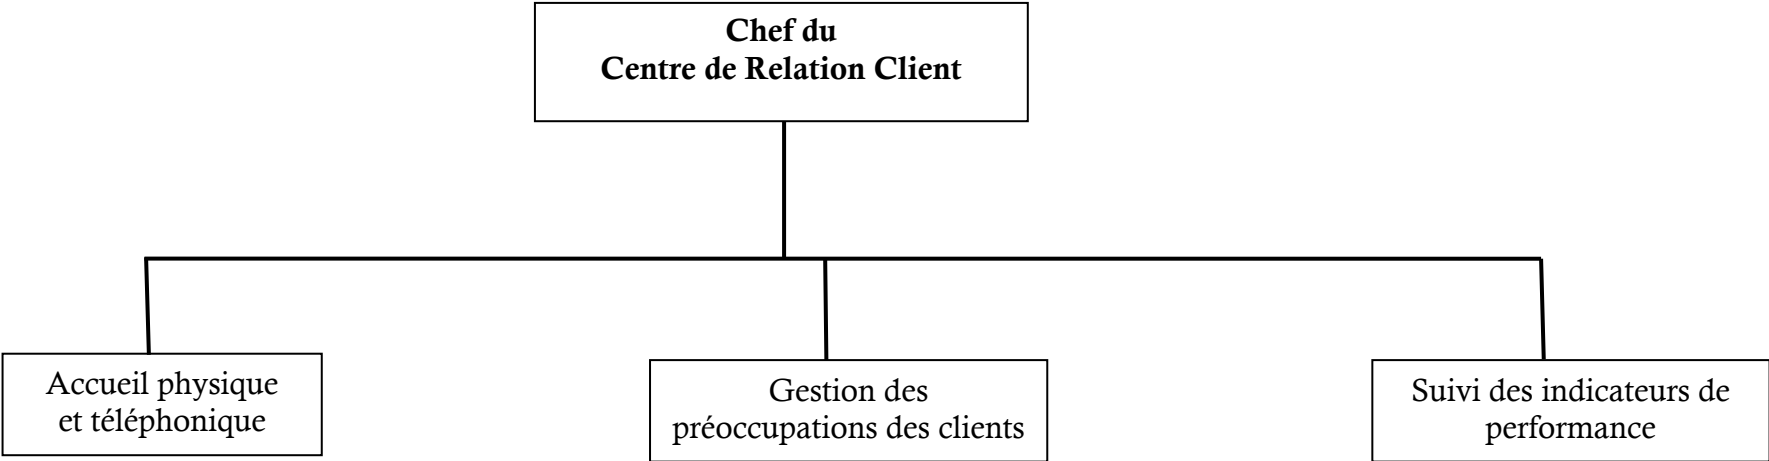 Chef du
Centre de Relation Client
Accueil physique
et téléphonique
Gestion des
préoccupations des clients
Suivi des indicateurs de
performance